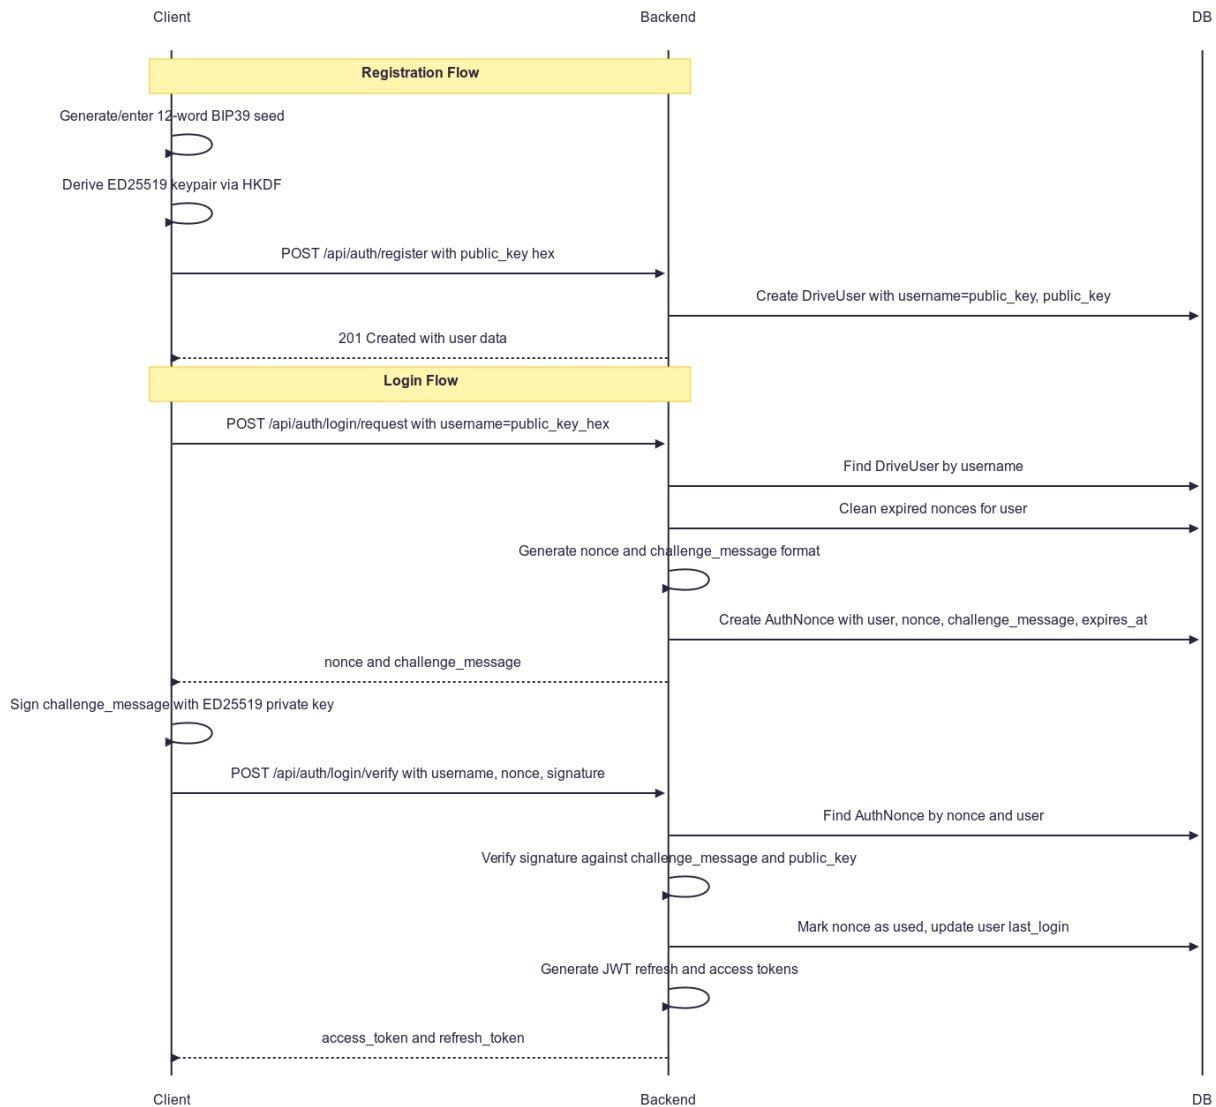 Client Backend DB
Registration Flow
Generate/enter 12-word BIP39 seed
Derive ED25519 keypair via HKDF
POST /api/auth/register with public_key hex
Create DriveUser with username=public_key, public_key
201 Created with user data
Login Flow
POST /api/auth/login/request with username=public_key_hex
Find DriveUser by username
Clean expired nonces for user
Generate nonce and challenge_message format
Create AuthNonce with user, nonce, challenge_message, expires_at
nonce and challenge_message
Sign challenge_message with ED25519 private key
POST /api/auth/login/verify with username, nonce, signature
Find AuthNonce by nonce and user
Verify signature against challenge_message and public_key
Mark nonce as used, update user last_login
Generate JWT refresh and access tokens
access_token and refresh_token
Client Backend DB